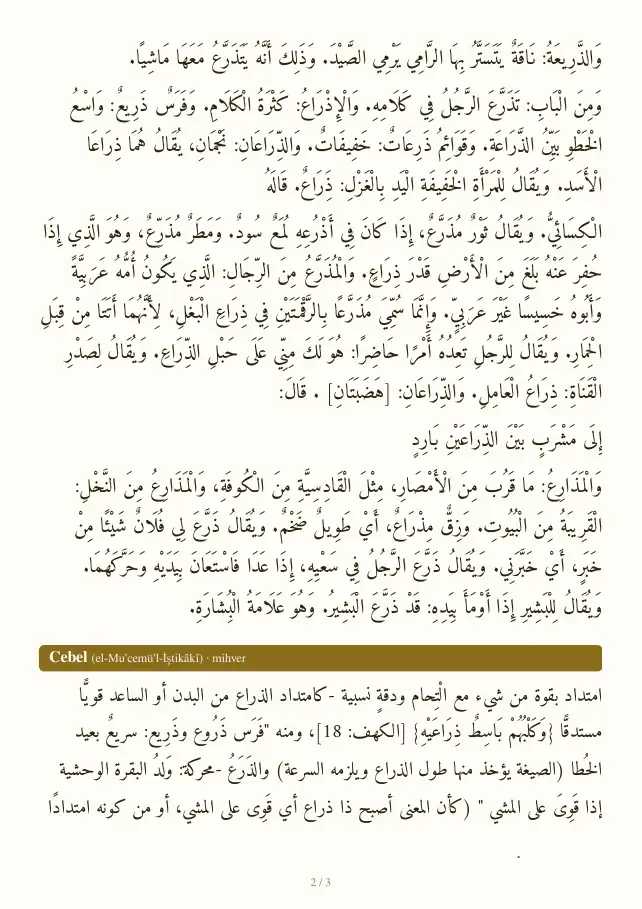 وَالذَّرِيعَةُ: نَاقَةٌ يَتَسَتَّرُ بِهَا الرَّامِي يَرْمِي الصَّيْدَ. وَذَلِكَ أَنَّهُ يَتَذَرَّعُ مَعَهَا مَاشِيًا.
وَمِنَ الْبَابِ: تَذَرَّعَ الرَّجُلُ فِي كَلَامِهِ. وَالْإِذْرَاعُ: كَثْرَةُ الْكَلَامِ. وَفَرَسٌ ذَرِيعٌ: وَاسْعُ
الْخَطْوِ بَيِّنُ الذَّرَاعَةِ. وَقَوَائِمُ ذَرِعَاتٌ: خَفِيفَاتٌ. وَالذِّرَاعَانِ: نَجْمَانِ، يُقَالُ هُمَا ذِرَاعَا
الْأَسَدِ. وَيُقَالُ لِلْمَرْأَةِ الْخَفِيفَةِ الْيَدِ بِالْغَزْلِ: ذَرَاعٌ. قَالَهُ
الْكِسَائِيُّ. وَيُقَالُ ثَوْرٌ مُذَرَّعٌ، إِذَا كَانَ فِي أَذْرُعِهِ لُمَعٌ سُودٌ. وَمَطَرٌ مُذَرِّعٌ، وَهُوَ الَّذِي إِذَا
حُفِرَ عَنْهُ بَلَغَ مِنَ الْأَرْضِ قَدْرَ ذِرَاعٍ. وَالْمُذَرَّعُ مِنَ الرِّجَالِ: الَّذِي يَكُونُ أُمُّهُ عَرَبِيَّةً
وَأَبُوهُ خَسِيسًا غَيْرَ عَرَبِيٍّ. وَإِنَّمَا سُمِّيَ مُذَرَّعًا بِالرَّقْمَتَيْنِ فِي ذِرَاعِ الْبَغْلِ، لِأَنَّهُمَا أَتَتَا مِنْ قِبَلِ
الْحِمَارِ. وَيُقَالُ لِلرَّجُلِ تَعِدُهُ أَمْرًا حَاضِرًا: هُوَ لَكَ مِنِّي عَلَى حَبْلِ الذِّرَاعِ. وَيُقَالُ لِصَدْرِ
الْقَنَاةِ: ذِرَاعُ الْعَامِلِ. وَالذِّرَاعَانِ: [هَضَبَتَانِ] . قَالَ:
إِلَى مَشْرَبٍ بَيْنَ الذِّرَاعَيْنِ بَارِدٍ
وَالْمَذَارِعُ: مَا قَرُبَ مِنَ الْأَمْصَارِ، مِثْلَ الْقَادِسِيَّةِ مِنَ الْكُوفَةِ، وَالْمَذَارِعُ مِنَ النَّخْلِ:
الْقَرِيبَةُ مِنَ الْبُيُوتِ. وَزِقٌّ مِذْرَاعٌ، أَيْ طَوِيلٌ ضَخْمٌ. وَيُقَالُ ذَرَّعَ لِي فُلَانٌ شَيْئًا مِنْ
خَبَرٍ، أَيْ خَبَّرَنِي. وَيُقَالُ ذَرَّعَ الرَّجُلُ فِي سَعْيِهِ، إِذَا عَدَا فَاسْتَعَانَ بِيَدَيْهِ وَحَرَّكَهُمَا.
وَيُقَالُ لِلْبَشِيرِ إِذَا أَوْمَأَ بِيَدِهِ: قَدْ ذَرَّعَ الْبَشِيرُ. وَهُوَ عَلَامَةُ الْبُشَارَةِ.
Cebel (el-Mu'cemü'l-İştikâkî) · mihver
امتداد بقوة من شيء مع الْتِحام ودقةٍ نسبية -كامتداد الذراع من البدن أو الساعد قويًّا
مستدقًّا {وَكَلْبُهُمْ بَاسِطٌ ذِرَاعَيْهِ} [الكهف: 18]، ومنه "فَرَس ذَرُوع وذَرِيع: سريعٌ بعيد
الخُطا (الصيغة يؤخذ منها طول الذراع ويلزمه السرعة) والذَرَعُ -محركة: وَلدُ البقرة الوحشية
إذا قَوِىَ على المشي " (كأن المعنى أصبح ذا ذراع أي قَوِى على المشي، أو من كونه امتدادًا
2 / 3